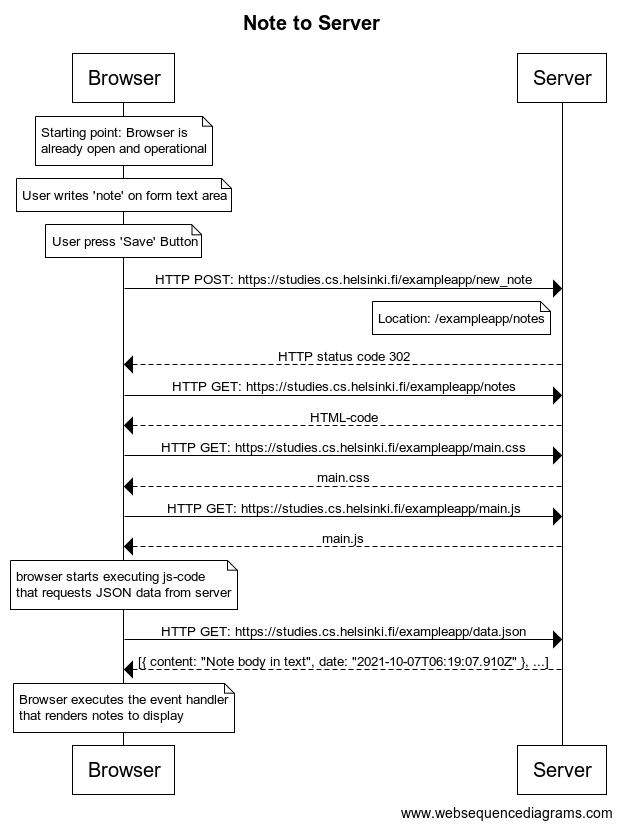 Note to Server
Browser
Server
Starting point: Browser is
already open and operational
User writes 'note' on form text area
User press 'Save' Button
HTTP POST: https://studies.cs.helsinki.fi/exampleapp/new_note
Location: /exampleapp/notes
HTTP status code 302
HTTP GET: https://studies.cs.helsinki.fi/exampleapp/notes
HTML-code
HTTP GET: https://studies.cs.helsinki.fi/exampleapp/main.css
main.css
HTTP GET: https://studies.cs.helsinki.fi/exampleapp/main.js
main.js
browser starts executing js-code
that requests JSON data from server
HTTP GET: https://studies.cs.helsinki.fi/exampleapp/data.json
[{ content: "Note body in text", date: "2021-10-07T06:19:07.910Z" }, ...]
Browser executes the event handler
that renders notes to display
Browser
Server
www.websequencediagrams.com